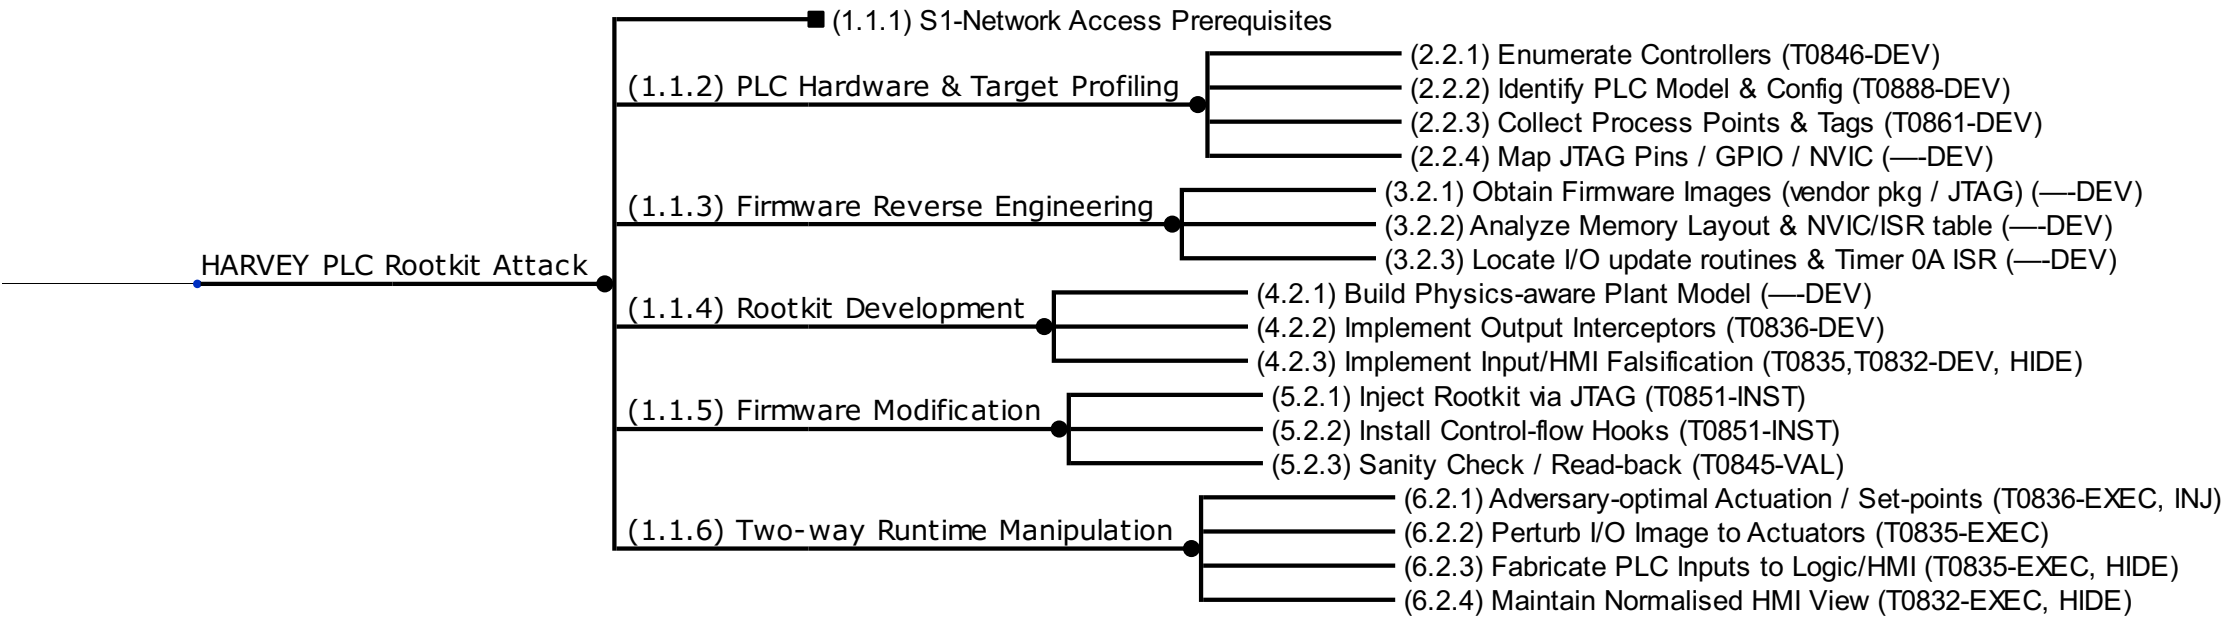 (1.1.1) S1-Network Access Prerequisites
(2.2.1) Enumerate Controllers (T0846-DEV)
(1.1.2) PLC Hardware & Target Profiling
(2.2.2) Identify PLC Model & Config (T0888-DEV)
(2.2.3) Collect Process Points & Tags (T0861-DEV)
(2.2.4) Map JTAG Pins / GPIO / NVIC (—-DEV)
(1.1.3) Firmware Reverse Engineering
(3.2.1) Obtain Firmware Images (vendor pkg / JTAG) (—-DEV)
(3.2.2) Analyze Memory Layout & NVIC/ISR table (—-DEV)
(3.2.3) Locate I/O update routines & Timer 0A ISR (—-DEV)
HARVEY PLC Rootkit Attack
(1.1.4) Rootkit Development
(4.2.1) Build Physics-aware Plant Model (—-DEV)
(4.2.2) Implement Output Interceptors (T0836-DEV)
(4.2.3) Implement Input/HMI Falsification (T0835,T0832-DEV, HIDE)
(1.1.5) Firmware Modification
(5.2.1) Inject Rootkit via JTAG (T0851-INST)
(5.2.2) Install Control-flow Hooks (T0851-INST)
(5.2.3) Sanity Check / Read-back (T0845-VAL)
(1.1.6) Two-way Runtime Manipulation
(6.2.1) Adversary-optimal Actuation / Set-points (T0836-EXEC, INJ)
(6.2.2) Perturb I/O Image to Actuators (T0835-EXEC)
(6.2.3) Fabricate PLC Inputs to Logic/HMI (T0835-EXEC, HIDE)
(6.2.4) Maintain Normalised HMI View (T0832-EXEC, HIDE)